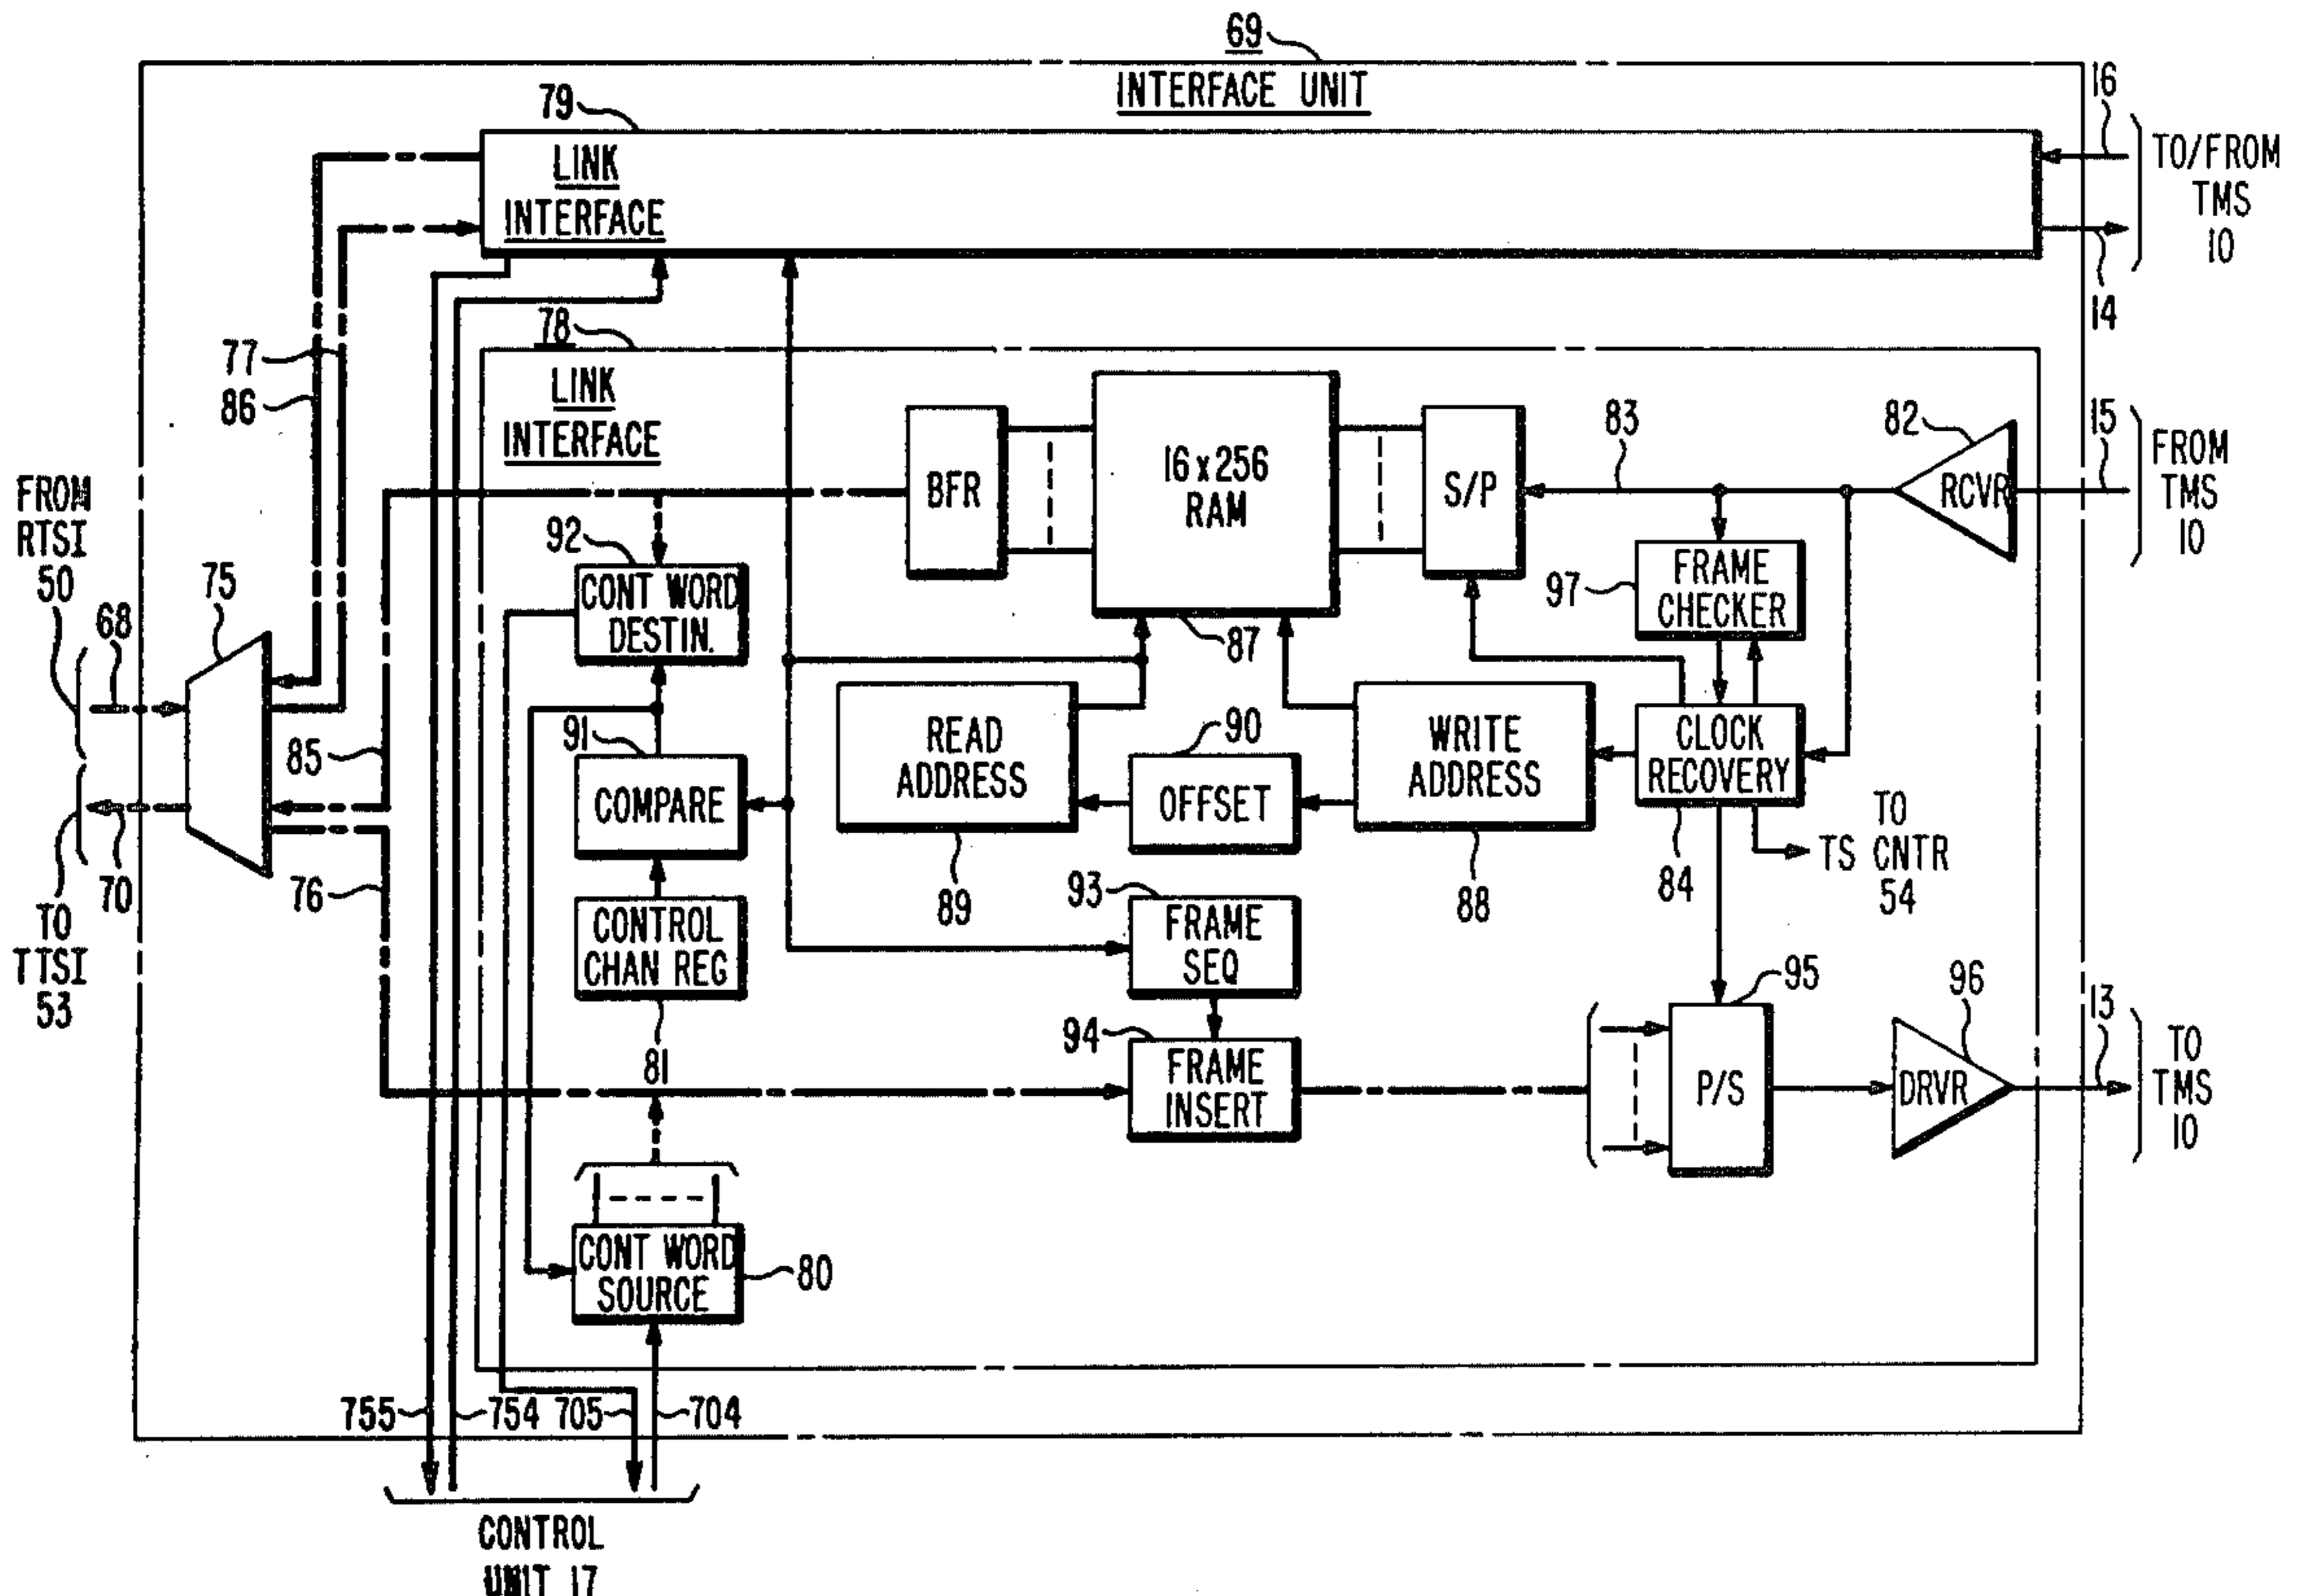 69
INTERFACE UNIT
79
LINK
INTERFACE
16
TO/FROM
TMS
10
14
78
LINK
INTERFACE
77
86
BFR
16 x 256
RAM
87
S/P
83
82
RCVR
15
FROM
TMS
10
FROM
RTSI
50
68
75
92
CONT WORD
DESTIN.
97
FRAME
CHECKER
85
91
COMPARE
READ
ADDRESS
89
90
OFFSET
WRITE
ADDRESS
88
CLOCK
RECOVERY
84
TO
TS CNTR
54
TO
TTSI
53
70
76
CONTROL
CHAN REG
81
93
FRAME
SEQ
94
FRAME
INSERT
95
P/S
96
DRVR
13
TO
TMS
10
CONT WORD
SOURCE
80
755
754
705
704
CONTROL
UNIT 17